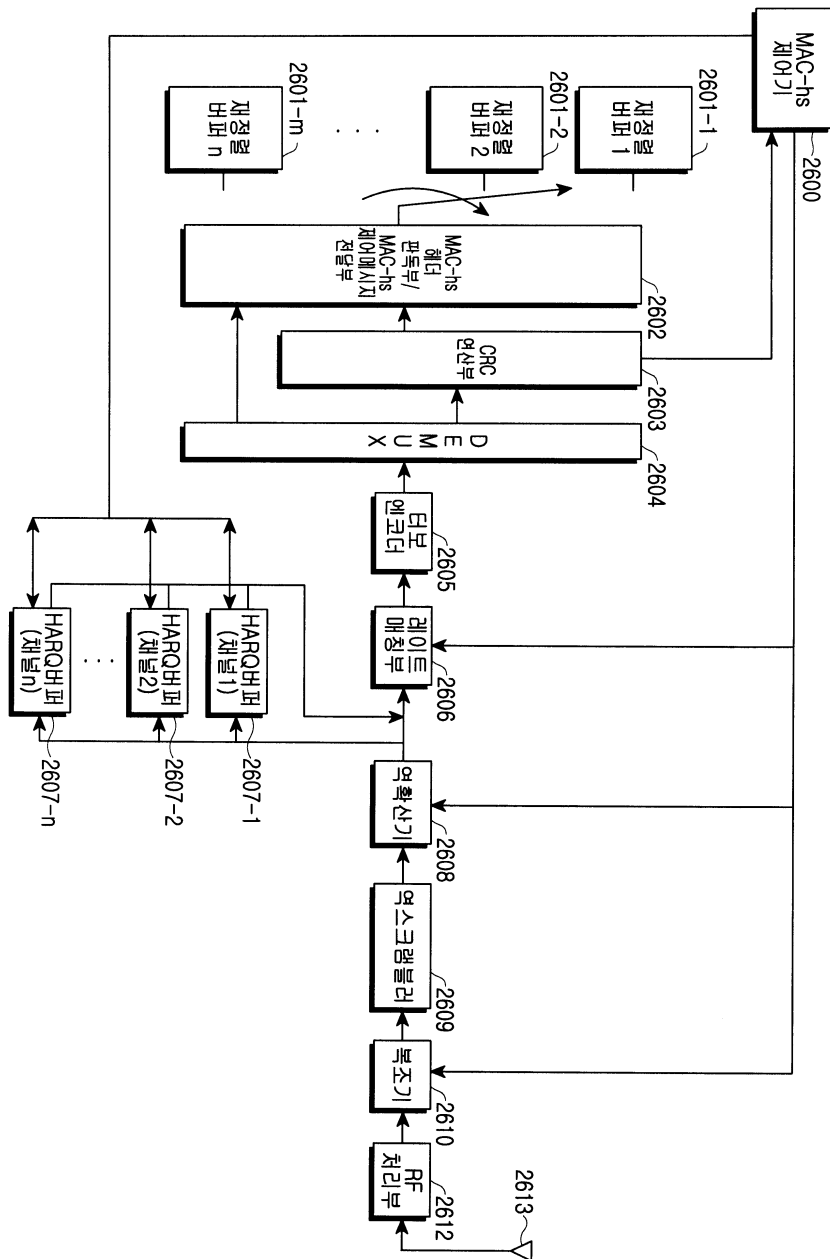 MAC-hs
제어기
2600
재정렬
버퍼 1
2601-1
재정렬
버퍼 2
2601-2
. . .
재정렬
버퍼 n
2601-m
MAC-hs
헤더
판독부/
MAC-hs
제어메시지
전달부
2602
CRC
연산부
2603
DEMUX
2604
터보
엔코더
2605
레이트
매칭부
2606
HARQ버퍼
(채널1)
2607-1
HARQ버퍼
(채널2)
2607-2
. . .
HARQ버퍼
(채널n)
2607-n
역확산기
2608
역스크램블러
2609
복조기
2610
RF
처리부
2612
2613